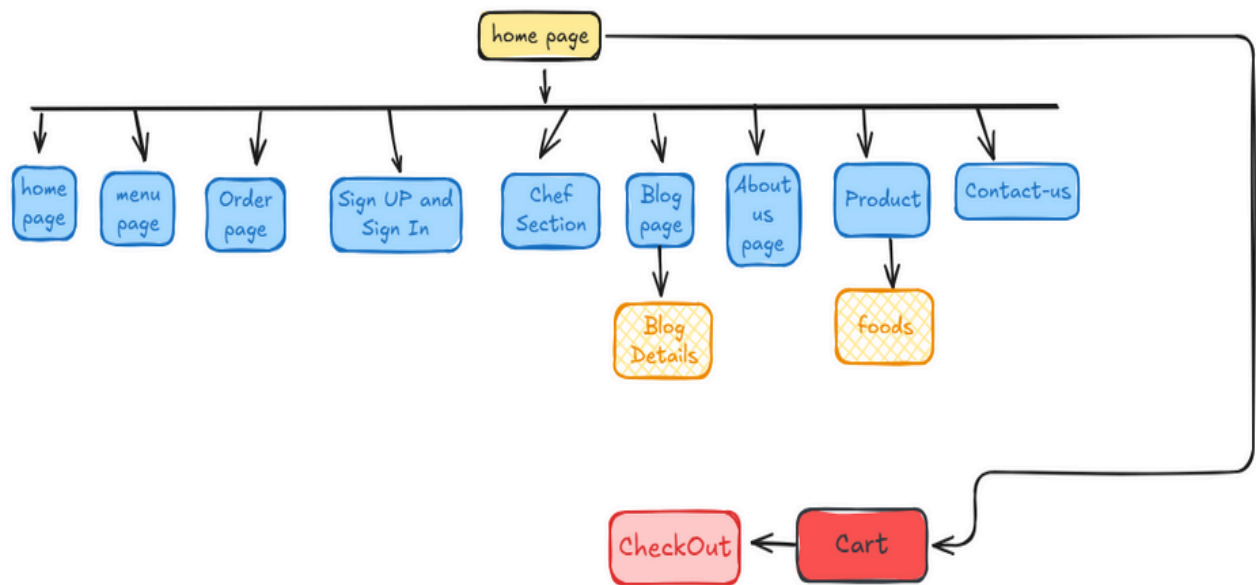 home page
home
page
menu
page
Order
page
Sign UP and
Sign In
Chef
Section
Blog
page
About
us
page
Product
Contact-us
Blog
Details
foods
CheckOut
Cart